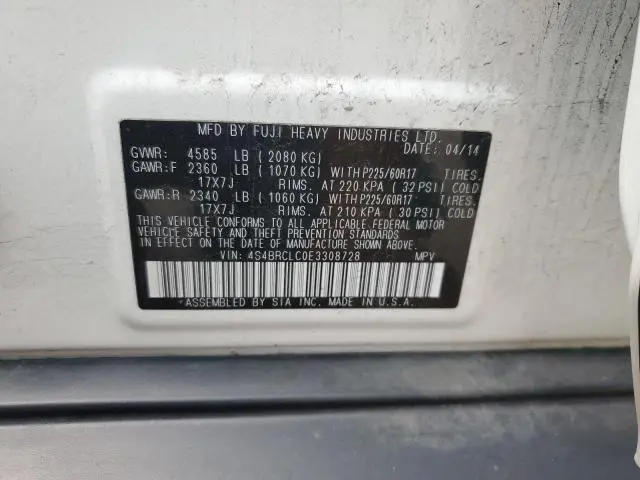 MFD BY FUJI HEAVY INDUSTRIES LTD.
DATE: 04/14
GVWR: 4585 LB ( 2080 KG)
GAWR:F 2360 LB ( 1070 KG) WITH P225/60R17 TIRES.
17X7J RIMS. AT 220 KPA ( 32 PSI) COLD
GAWR:R 2340 LB ( 1060 KG) WITH P225/60R17 TIRES.
17X7J RIMS. AT 210 KPA ( 30 PSI) COLD
THIS VEHICLE CONFORMS TO ALL APPLICABLE FEDERAL MOTOR
VEHICLE SAFETY AND THEFT PREVENTION STANDARDS
IN EFFECT ON THE DATE OF MANUFACTURE SHOWN ABOVE.
VIN: 4S4BRCLC0E3308728 MPV
ASSEMBLED BY SIA INC. MADE IN U.S.A.